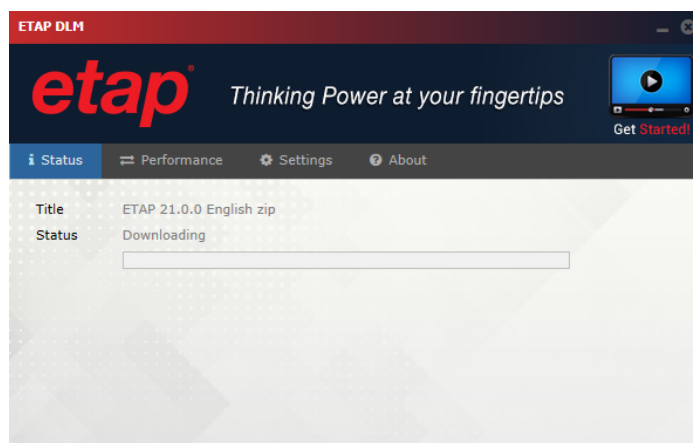 ETAP DLM
etap®
Thinking Power at your fingertips
Get Started!
i Status
Performance
Settings
About
Title
ETAP 21.0.0 English zip
Status
Downloading